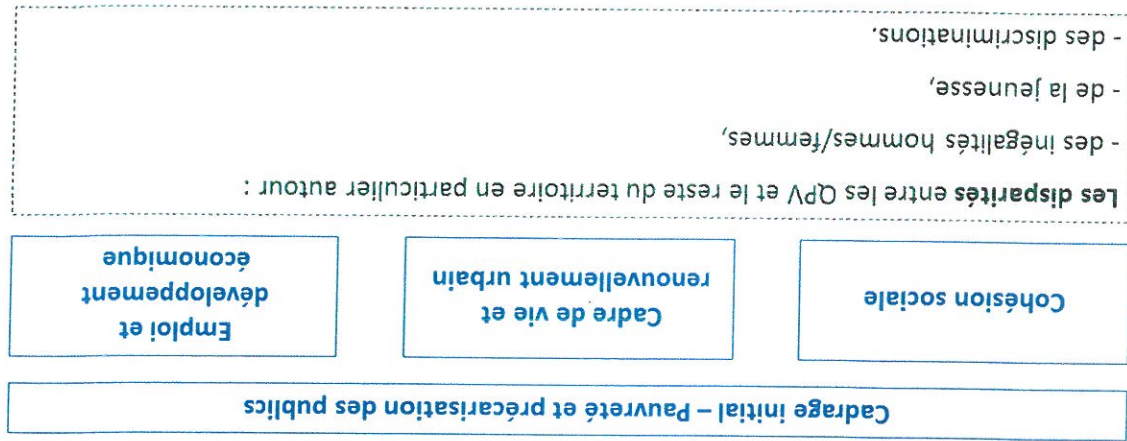 Cadrage initial – Pauvreté et précarisation des publics
Cohésion sociale
Cadre de vie et
renouvellement urbain
Emploi et
développement
économique
Les disparités entre les QPV et le reste du territoire en particulier autour :
- des inégalités hommes/femmes,
- de la jeunesse,
- des discriminations.